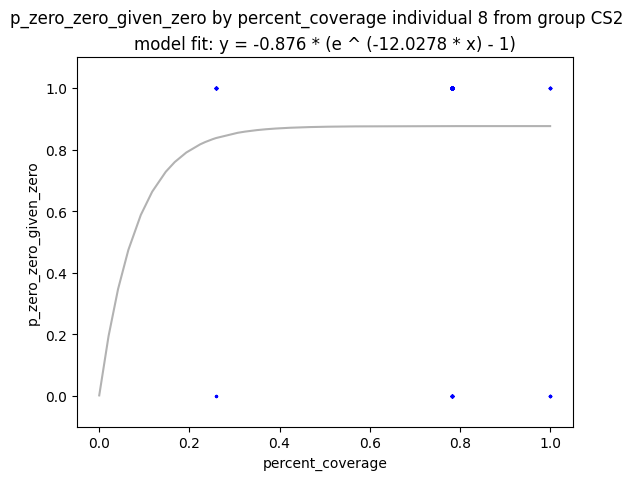 p_zero_zero_given_zero by percent_coverage individual 8 from group CS2
model fit: y = -0.876 * (e ^ (-12.0278 * x) - 1)
1.0
0.8
0.6
0.4
0.2
0.0
p_zero_zero_given_zero
0.0 0.2 0.4 0.6 0.8 1.0
percent_coverage